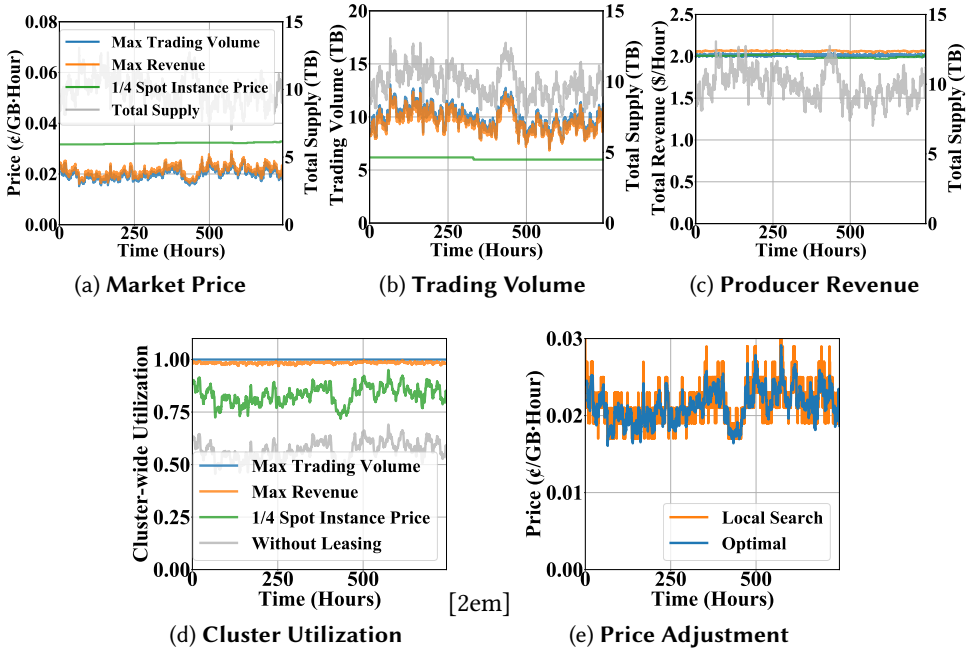 Price (¢/GB·Hour)
0.08
0.06
0.04
0.02
0.00
Max Trading Volume
Max Revenue
1/4 Spot Instance Price
Total Supply
15
10
5
0
Total Supply (TB)
0 250 500
Time (Hours)
(a) Market Price
Trading Volume (TB)
20
15
10
5
0
15
10
5
0
Total Supply (TB)
0 250 500
Time (Hours)
(b) Trading Volume
Total Revenue ($/Hour)
2.5
2.0
1.5
1.0
0.5
0.0
15
10
5
0
Total Supply (TB)
0 250 500
Time (Hours)
(c) Producer Revenue
Cluster-wide Utilization
1.00
0.75
0.50
0.25
0.00
Max Trading Volume
Max Revenue
1/4 Spot Instance Price
Without Leasing
0 250 500
Time (Hours)
(d) Cluster Utilization
[2em]
Price (¢/GB·Hour)
0.03
0.02
0.01
0.00
Local Search
Optimal
0 250 500
Time (Hours)
(e) Price Adjustment